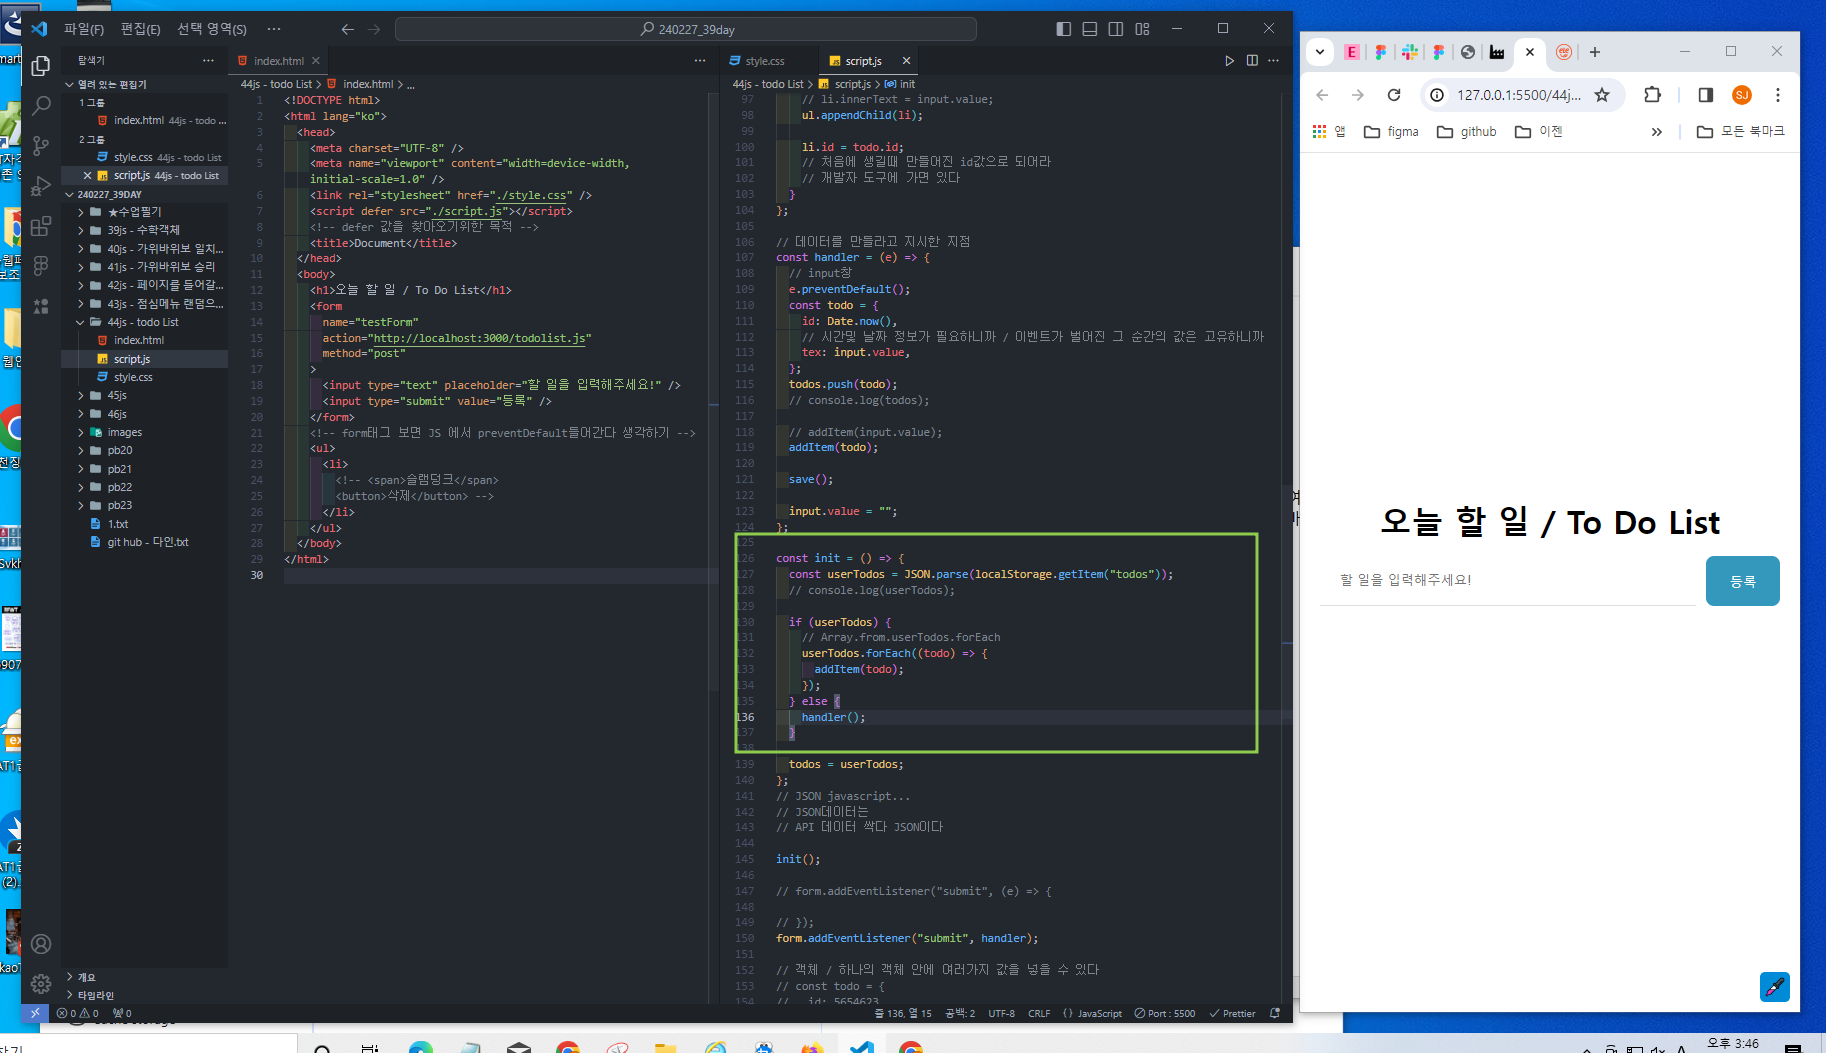 파일(F) 편집(E) 선택 영역(S) ···
240227_39day
탐색기
열려 있는 편집기
1 그룹
index.html 44js - todo ...
2 그룹
style.css 44js - todo List
script.js 44js - todo List
240227_39DAY
★수업필기
39js - 수학객체
40js - 가위바위보 일치...
41js - 가위바위보 승리
42js - 페이지를 들어갈...
43js - 점심메뉴 랜덤으...
44js - todo List
index.html
script.js
style.css
45js
46js
images
pb20
pb21
pb22
pb23
1.txt
git hub - 다인.txt
개요
타임라인
index.html
44js - todo List > index.html > ...
1 <!DOCTYPE html>
2 <html lang="ko">
3 <head>
4 <meta charset="UTF-8" />
5 <meta name="viewport" content="width=device-width,
initial-scale=1.0" />
6 <link rel="stylesheet" href="./style.css" />
7 <script defer src="./script.js"></script>
8 <!-- defer 값을 찾아오기위한 목적 -->
9 <title>Document</title>
10 </head>
11 <body>
12 <h1>오늘 할 일 / To Do List</h1>
13 <form
14 name="testForm"
15 action="http://localhost:3000/todolist.js"
16 method="post"
17 >
18 <input type="text" placeholder="할 일을 입력해주세요!" />
19 <input type="submit" value="등록" />
20 </form>
21 <!-- form태그 보면 JS 에서 preventDefault들어간다 생각하기 -->
22 <ul>
23 <li>
24 <!-- <span>슬램덩크</span>
25 <button>삭제</button> -->
26 </li>
27 </ul>
28 </body>
29 </html>
30
style.css
script.js
44js - todo List > script.js > init
97 // li.innerText = input.value;
98 ul.appendChild(li);
99
100 li.id = todo.id;
101 // 처음에 생길때 만들어진 id값으로 되어라
102 // 개발자 도구에 가면 있다
103 }
104 };
105
106 // 데이터를 만들라고 지시한 지점
107 const handler = (e) => {
108 // input창
109 e.preventDefault();
110 const todo = {
111 id: Date.now(),
112 // 시간및 날짜 정보가 필요하니까 / 이벤트가 벌어진 그 순간의 값은 고유하니까
113 tex: input.value,
114 };
115 todos.push(todo);
116 // console.log(todos);
117
118 // addItem(input.value);
119 addItem(todo);
120
121 save();
122
123 input.value = "";
124 };
125
126 const init = () => {
127 const userTodos = JSON.parse(localStorage.getItem("todos"));
128 // console.log(userTodos);
129
130 if (userTodos) {
131 // Array.from.userTodos.forEach
132 userTodos.forEach((todo) => {
133 addItem(todo);
134 });
135 } else {
136 handler();
137 }
138
139 todos = userTodos;
140 };
141 // JSON javascript...
142 // JSON데이터는
143 // API 데이터 싹다 JSON이다
144
145 init();
146
147 // form.addEventListener("submit", (e) => {
148
149 // });
150 form.addEventListener("submit", handler);
151
152 // 객체 / 하나의 객체 안에 여러가지 값을 넣을 수 있다
153 // const todo = {
154 // id: 5654623
0 0 0
줄 136, 열 15 공백: 2 UTF-8 CRLF {} JavaScript Port : 5500 Prettier
127.0.0.1:5500/44j...
SJ
앱 figma github 이젠 » 모든 북마크
오늘 할 일 / To Do List
할 일을 입력해주세요!
등록
오후 3:46